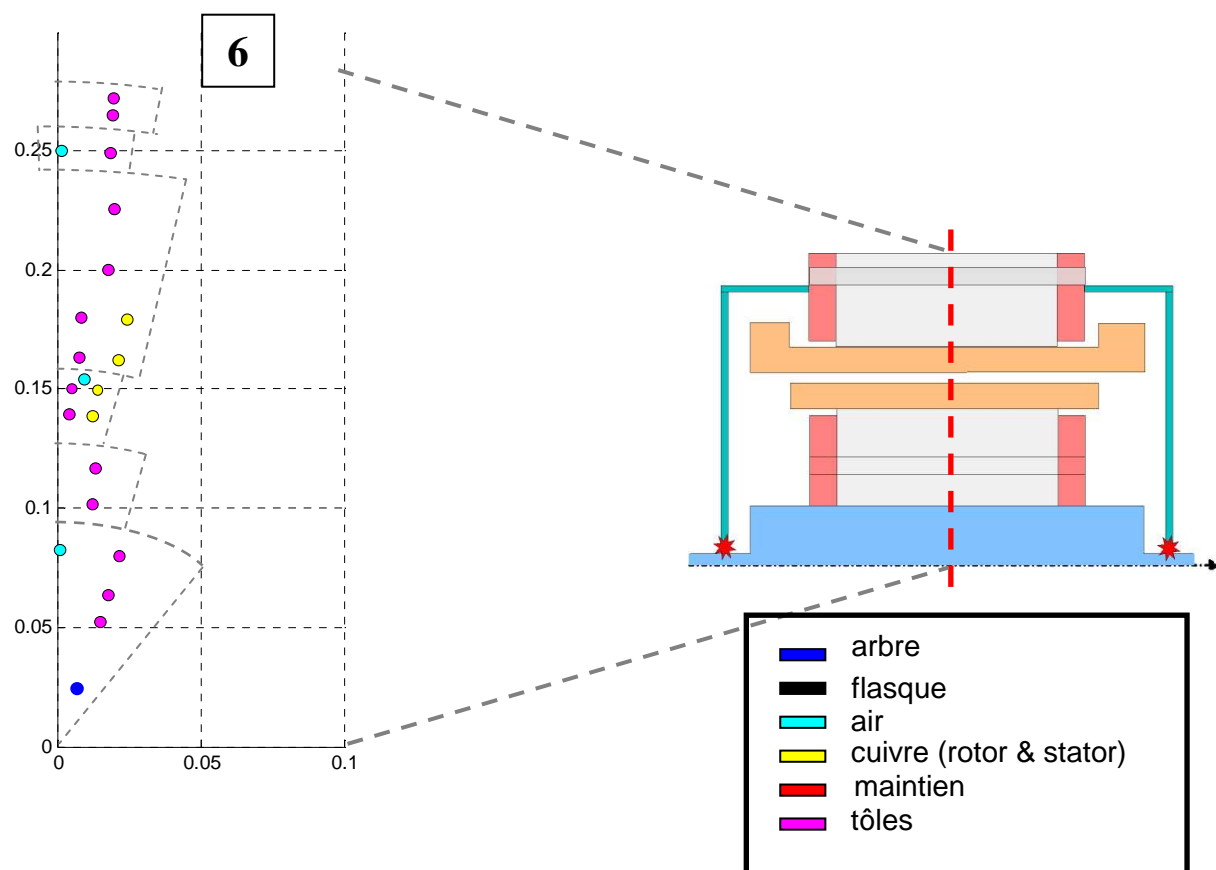 6
0.25
0.2
0.15
0.1
0.05
0
0
0.05
0.1
arbre
flasque
air
cuivre (rotor & stator)
maintien
tôles